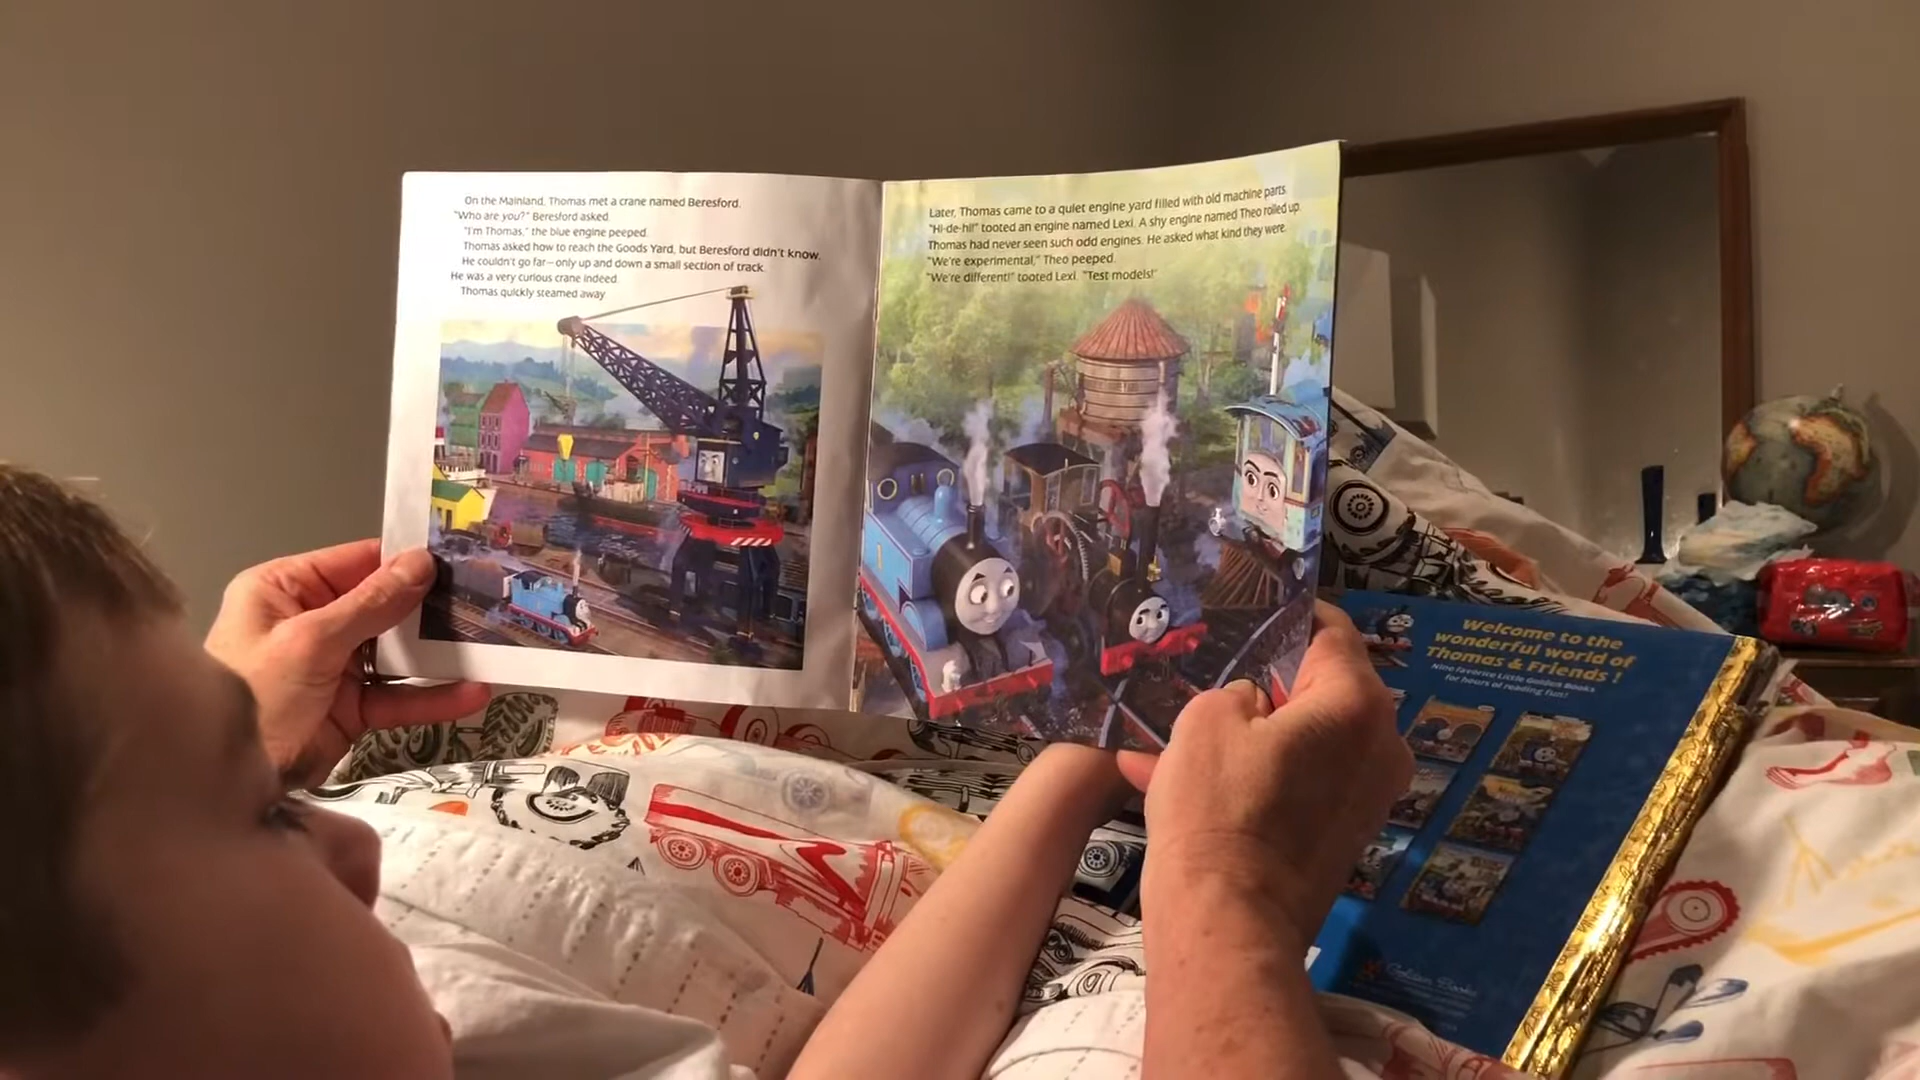 On the Mainland, Thomas met a crane named Beresford.
"Who are you?" Beresford asked.
"I'm Thomas," the blue engine peeped.
Thomas asked how to reach the Goods Yard, but Beresford didn't know.
He couldn't go far—only up and down a small section of track.
He was a very curious crane indeed.
Thomas quickly steamed away
Later, Thomas came to a quiet engine yard filled with old machine parts.
"Hi-de-hi!" tooted an engine named Lexi. A shy engine named Theo rolled up.
Thomas had never seen such odd engines. He asked what kind they were.
"We're experimental," Theo peeped.
"We're different!" tooted Lexi. "Test models!"
Welcome to the
wonderful world of
Thomas & Friends!
Nine favorite Little Golden Books
for hours of reading fun!
Golden Books